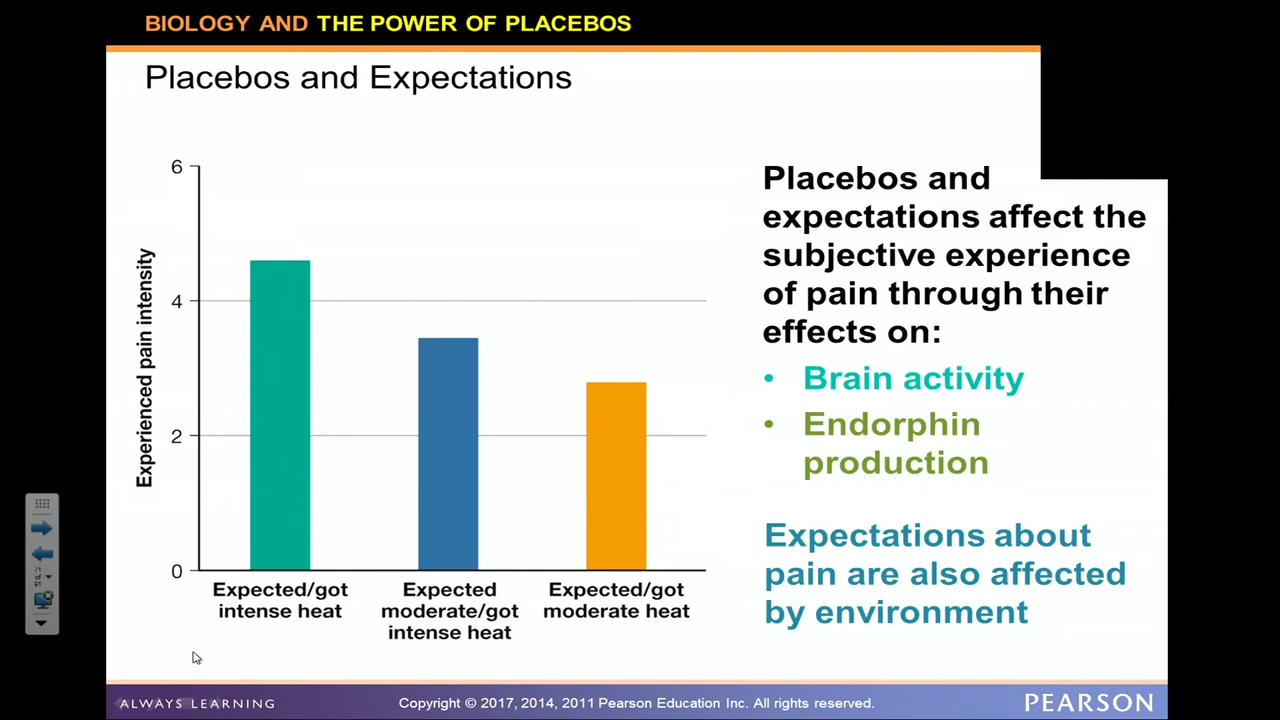 BIOLOGY AND THE POWER OF PLACEBOS
Placebos and Expectations
Experienced pain intensity
6
4
2
0
Expected/got
intense heat
Expected
moderate/got
intense heat
Expected/got
moderate heat
Placebos and
expectations affect the
subjective experience
of pain through their
effects on:
• Brain activity
• Endorphin
production
Expectations about
pain are also affected
by environment
ALWAYS LEARNING
Copyright © 2017, 2014, 2011 Pearson Education Inc. All rights reserved.
PEARSON